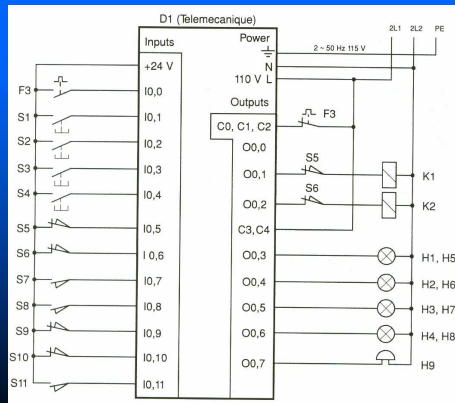 D1 (Telemecanique)
2L1 2L2 PE
Inputs
Power
2 ~ 50 Hz 115 V
+24 V
N
110 V L
F3
I0,0
Outputs
S1
I0,1
C0, C1, C2
F3
S2
I0,2
O0,0
S3
I0,3
O0,1
S5
K1
S4
I0,4
O0,2
S6
K2
S5
I0,5
C3,C4
S6
I 0,6
O0,3
H1, H5
S7
I0,7
O0,4
H2, H6
S8
I0,8
O0,5
H3, H7
S9
I0,9
O0,6
H4, H8
S10
I0,10
O0,7
H9
S11
I0,11